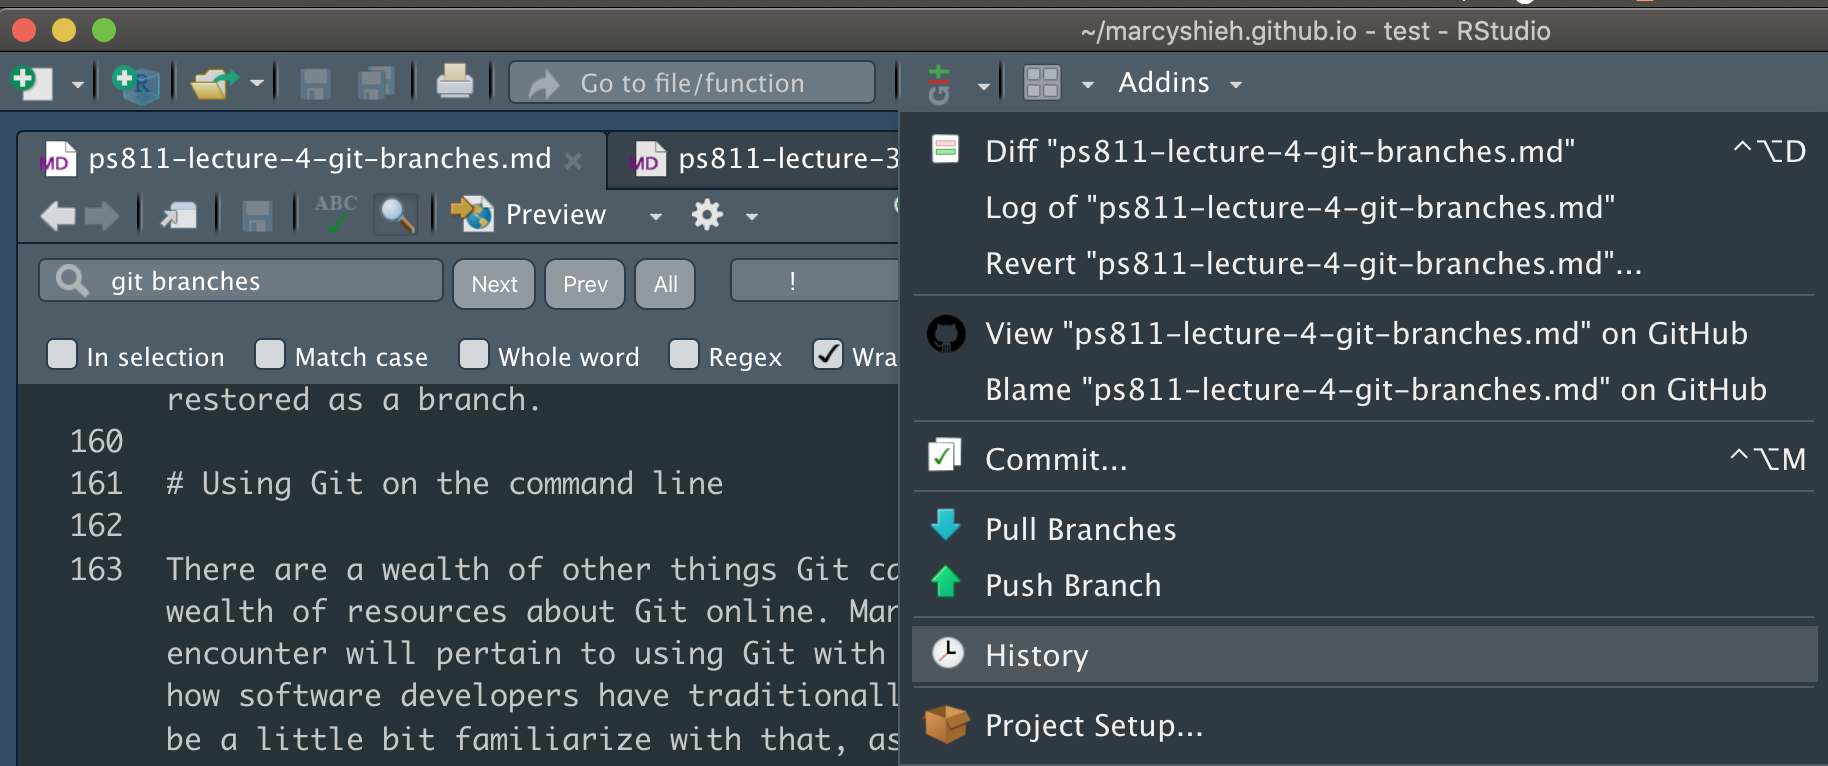 ~/marcyshieh.github.io - test - RStudio
Go to file/function
Git
Addins
ps811-lecture-4-git-branches.md
ps811-lecture-3
ABC
Preview
git branches
Next
Prev
All
!
In selection
Match case
Whole word
Regex
Wra
restored as a branch.
160
161 # Using Git on the command line
162
163 There are a wealth of other things Git ca
wealth of resources about Git online. Mar
encounter will pertain to using Git with
how software developers have traditionall
be a little bit familiarize with that, as
Diff "ps811-lecture-4-git-branches.md" ⌃⌥D
Log of "ps811-lecture-4-git-branches.md"
Revert "ps811-lecture-4-git-branches.md"...
View "ps811-lecture-4-git-branches.md" on GitHub
Blame "ps811-lecture-4-git-branches.md" on GitHub
Commit... ⌃⌥M
Pull Branches
Push Branch
History
Project Setup...
MD
MD
R